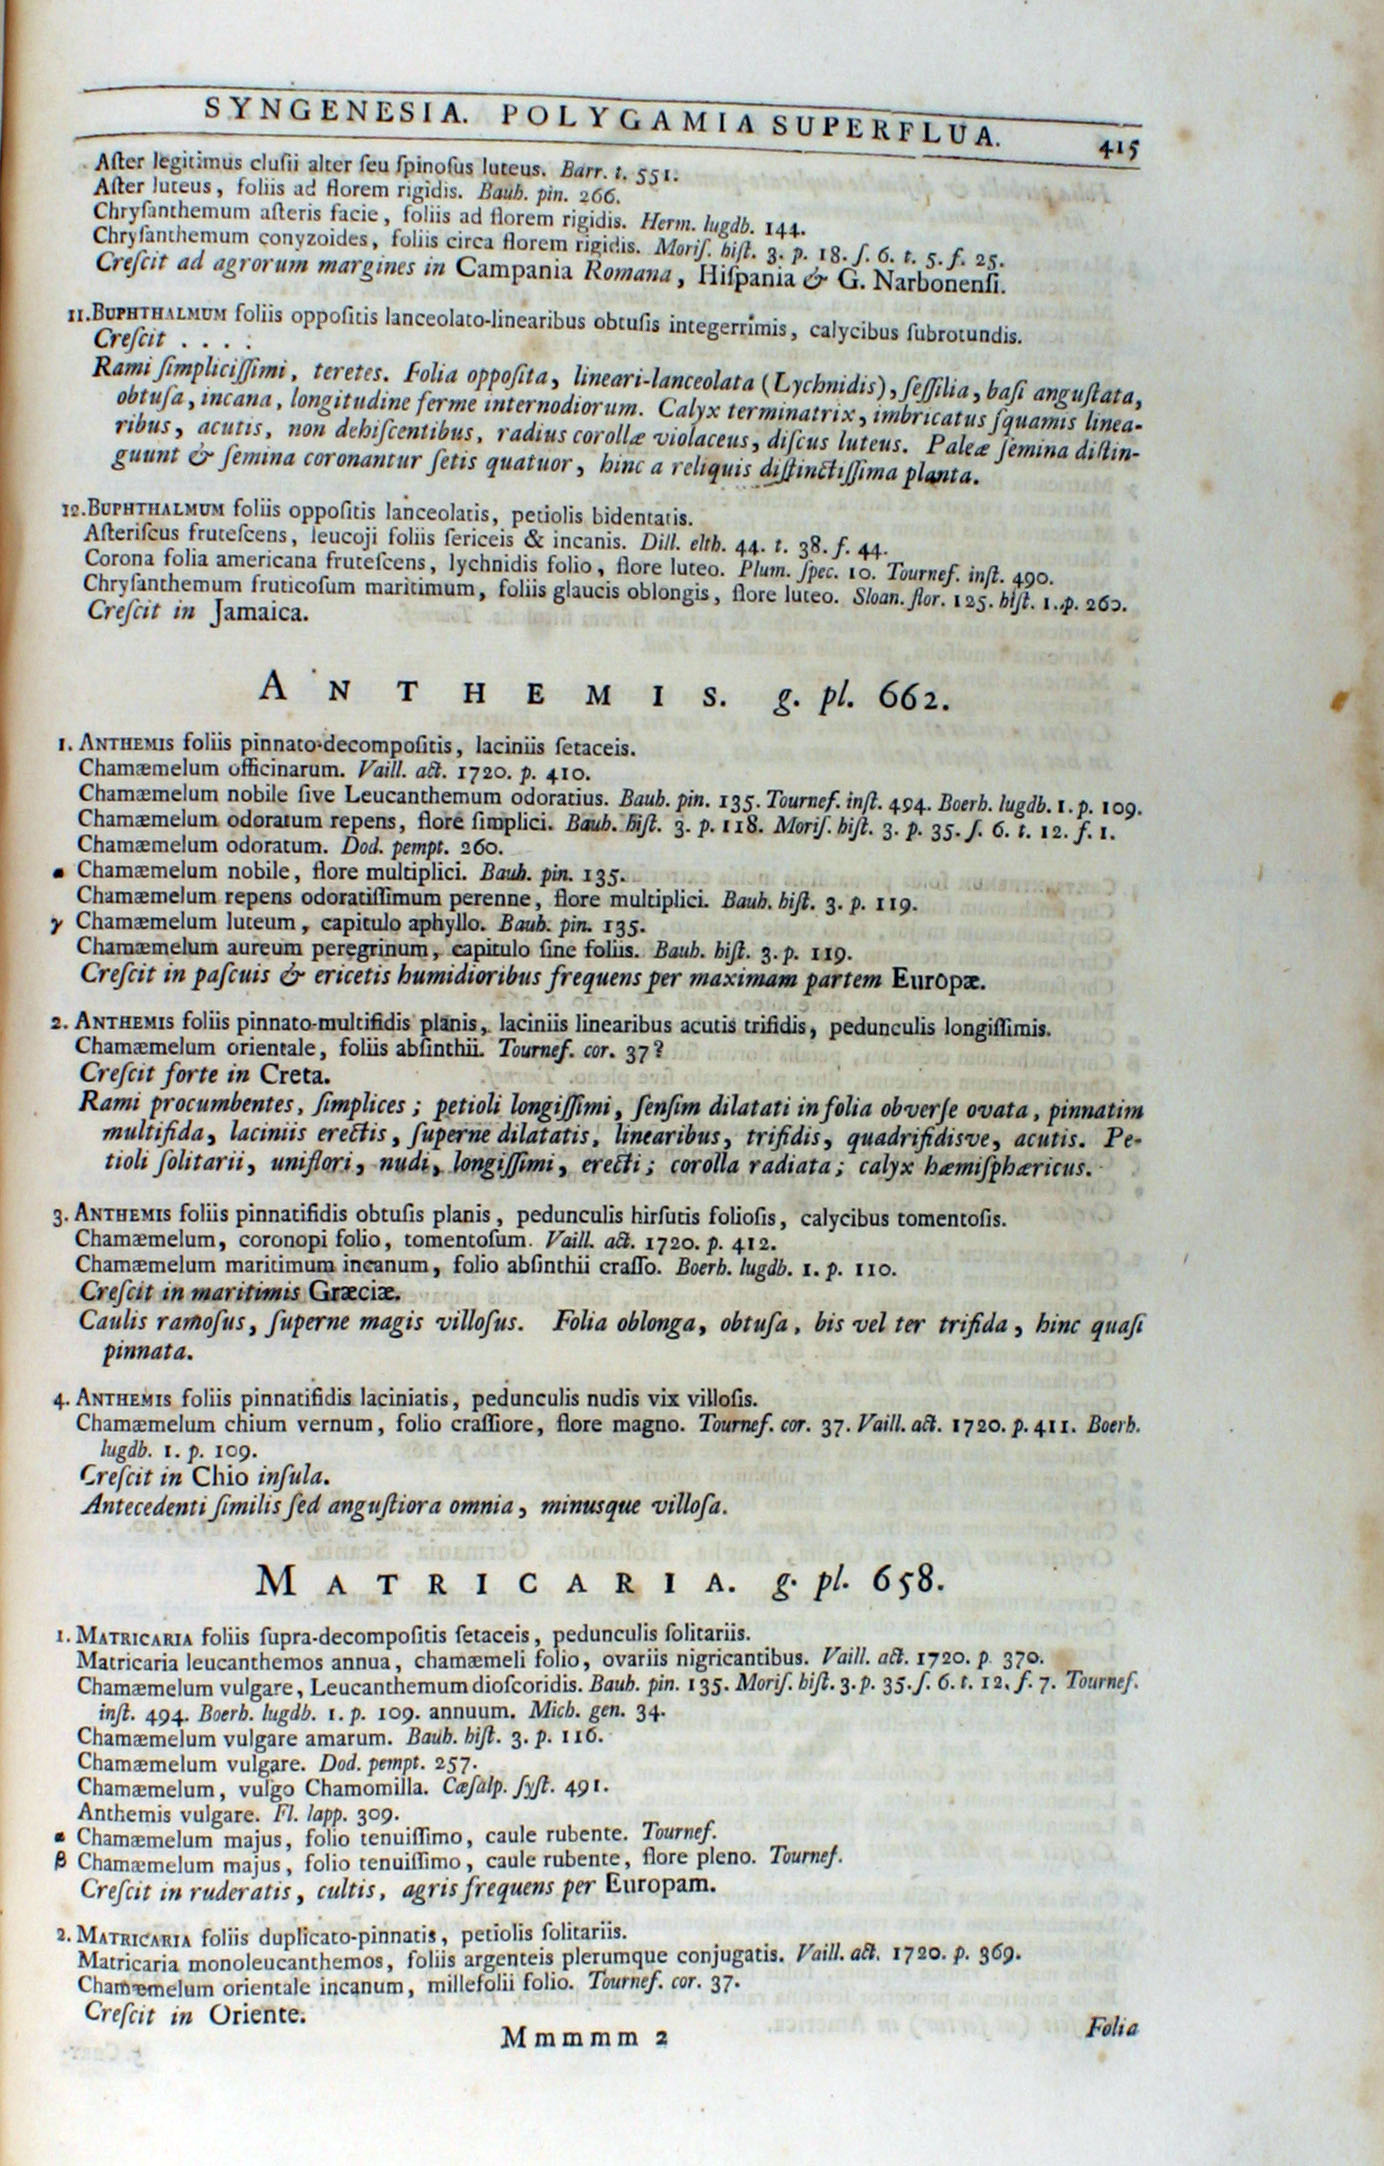 SYNGENESIA. POLYGAMIA SUPERFLUA. 415
Aſter legitimus cluſii alter ſeu ſpinoſus luteus. Barr. t. 551.
Aſter luteus, foliis ad florem rigidis. Bauh. pin. 266.
Chryſanthemum aſteris facie, foliis ad florem rigidis. Herm. lugdb. 144.
Chryſanthemum conyzoides, foliis circa florem rigidis. Moriſ. hiſt. 3. p. 18. ſ. 6. t. 5. f. 25.
Creſcit ad agrorum margines in Campania Romana, Hiſpania & G. Narbonenſi.
11. BUPHTHALMUM foliis oppoſitis lanceolato-linearibus obtuſis integerrimis, calycibus ſubrotundis.
Creſcit . . . .
Rami ſimpliciſſimi, teretes. Folia oppoſita, lineari-lanceolata (Lychnidis), ſeſſilia, baſi anguſtata,
obtuſa, incana, longitudine ferme internodiorum. Calyx terminatrix, imbricatus ſquamis linea-
ribus, acutis, non dehiſcentibus, radius corollæ violaceus, diſcus luteus. Paleæ ſemina diſtin-
guunt & ſemina coronantur ſetis quatuor, hinc a reliquis diſtinctiſſima planta.
12. BUPHTHALMUM foliis oppoſitis lanceolatis, petiolis bidentatis.
Aſteriſcus fruteſcens, leucoji foliis ſericeis & incanis. Dill. elth. 44. t. 38. f. 44.
Corona folia americana fruteſcens, lychnidis folio, flore luteo. Plum. ſpec. 10. Tournef. inſt. 490.
Chryſanthemum fruticoſum maritimum, foliis glaucis oblongis, flore luteo. Sloan. flor. 125. hiſt. 1. p. 260.
Creſcit in Jamaica.
ANTHEMIS. g. pl. 662.
1. ANTHEMIS foliis pinnato-decompoſitis, laciniis ſetaceis.
Chamæmelum officinarum. Vaill. act. 1720. p. 410.
Chamæmelum nobile ſive Leucanthemum odoratius. Bauh. pin. 135. Tournef. inſt. 494. Boerh. lugdb. 1. p. 109.
Chamæmelum odoratum repens, flore ſimplici. Bauh. hiſt. 3. p. 118. Moriſ. hiſt. 3. p. 35. ſ. 6. t. 12. f. 1.
Chamæmelum odoratum. Dod. pempt. 260.
Chamæmelum nobile, flore multiplici. Bauh. pin. 135.
Chamæmelum repens odoratiſſimum perenne, flore multiplici. Bauh. hiſt. 3. p. 119.
γ Chamæmelum luteum, capitulo aphyllo. Bauh. pin. 135.
Chamæmelum aureum peregrinum, capitulo ſine foliis. Bauh. hiſt. 3. p. 119.
Creſcit in paſcuis & ericetis humidioribus frequens per maximam partem Europæ.
2. ANTHEMIS foliis pinnato-multifidis planis, laciniis linearibus acutis trifidis, pedunculis longiſſimis.
Chamæmelum orientale, foliis abſinthii. Tournef. cor. 37?
Creſcit forte in Creta.
Rami procumbentes, ſimplices; petioli longiſſimi, ſenſim dilatati in folia obverſe ovata, pinnatim
multifida, laciniis erectis, ſuperne dilatatis, linearibus, trifidis, quadrifidisve, acutis. Pe-
tioli ſolitarii, uniflori, nudi, longiſſimi, erecti; corolla radiata; calyx hæmiſphæricus.
3. ANTHEMIS foliis pinnatifidis obtuſis planis, pedunculis hirſutis folioſis, calycibus tomentoſis.
Chamæmelum, coronopi folio, tomentoſum. Vaill. act. 1720. p. 412.
Chamæmelum maritimum incanum, folio abſinthii craſſo. Boerh. lugdb. 1. p. 110.
Creſcit in maritimis Græciæ.
Caulis ramoſus, ſuperne magis villoſus. Folia oblonga, obtuſa, bis vel ter trifida, hinc quaſi
pinnata.
4. ANTHEMIS foliis pinnatifidis laciniatis, pedunculis nudis vix villoſis.
Chamæmelum chium vernum, folio craſſiore, flore magno. Tournef. cor. 37. Vaill. act. 1720. p. 411. Boerh.
lugdb. 1. p. 109.
Creſcit in Chio inſula.
Antecedenti ſimilis ſed anguſtiora omnia, minusque villoſa.
MATRICARIA. g. pl. 658.
1. MATRICARIA foliis ſupra-decompoſitis ſetaceis, pedunculis ſolitariis.
Matricaria leucanthemos annua, chamæmeli folio, ovariis nigricantibus. Vaill. act. 1720. p. 370.
Chamæmelum vulgare, Leucanthemum dioſcoridis. Bauh. pin. 135. Moriſ. hiſt. 3. p. 35. ſ. 6. t. 12. f. 7. Tournef.
inſt. 494. Boerh. lugdb. 1. p. 109. annuum. Mich. gen. 34.
Chamæmelum vulgare amarum. Bauh. hiſt. 3. p. 116.
Chamæmelum vulgare. Dod. pempt. 257.
Chamæmelum, vulgo Chamomilla. Cæſalp. ſyſt. 491.
Anthemis vulgare. Fl. lapp. 309.
Chamæmelum majus, folio tenuiſſimo, caule rubente. Tournef.
β Chamæmelum majus, folio tenuiſſimo, caule rubente, flore pleno. Tournef.
Creſcit in ruderatis, cultis, agris frequens per Europam.
2. MATRICARIA foliis duplicato-pinnatis, petiolis ſolitariis.
Matricaria monoleucanthemos, foliis argenteis plerumque conjugatis. Vaill. act. 1720. p. 369.
Chamæmelum orientale incanum, millefolii folio. Tournef. cor. 37.
Creſcit in Oriente.
Mmmmm 2 Folia